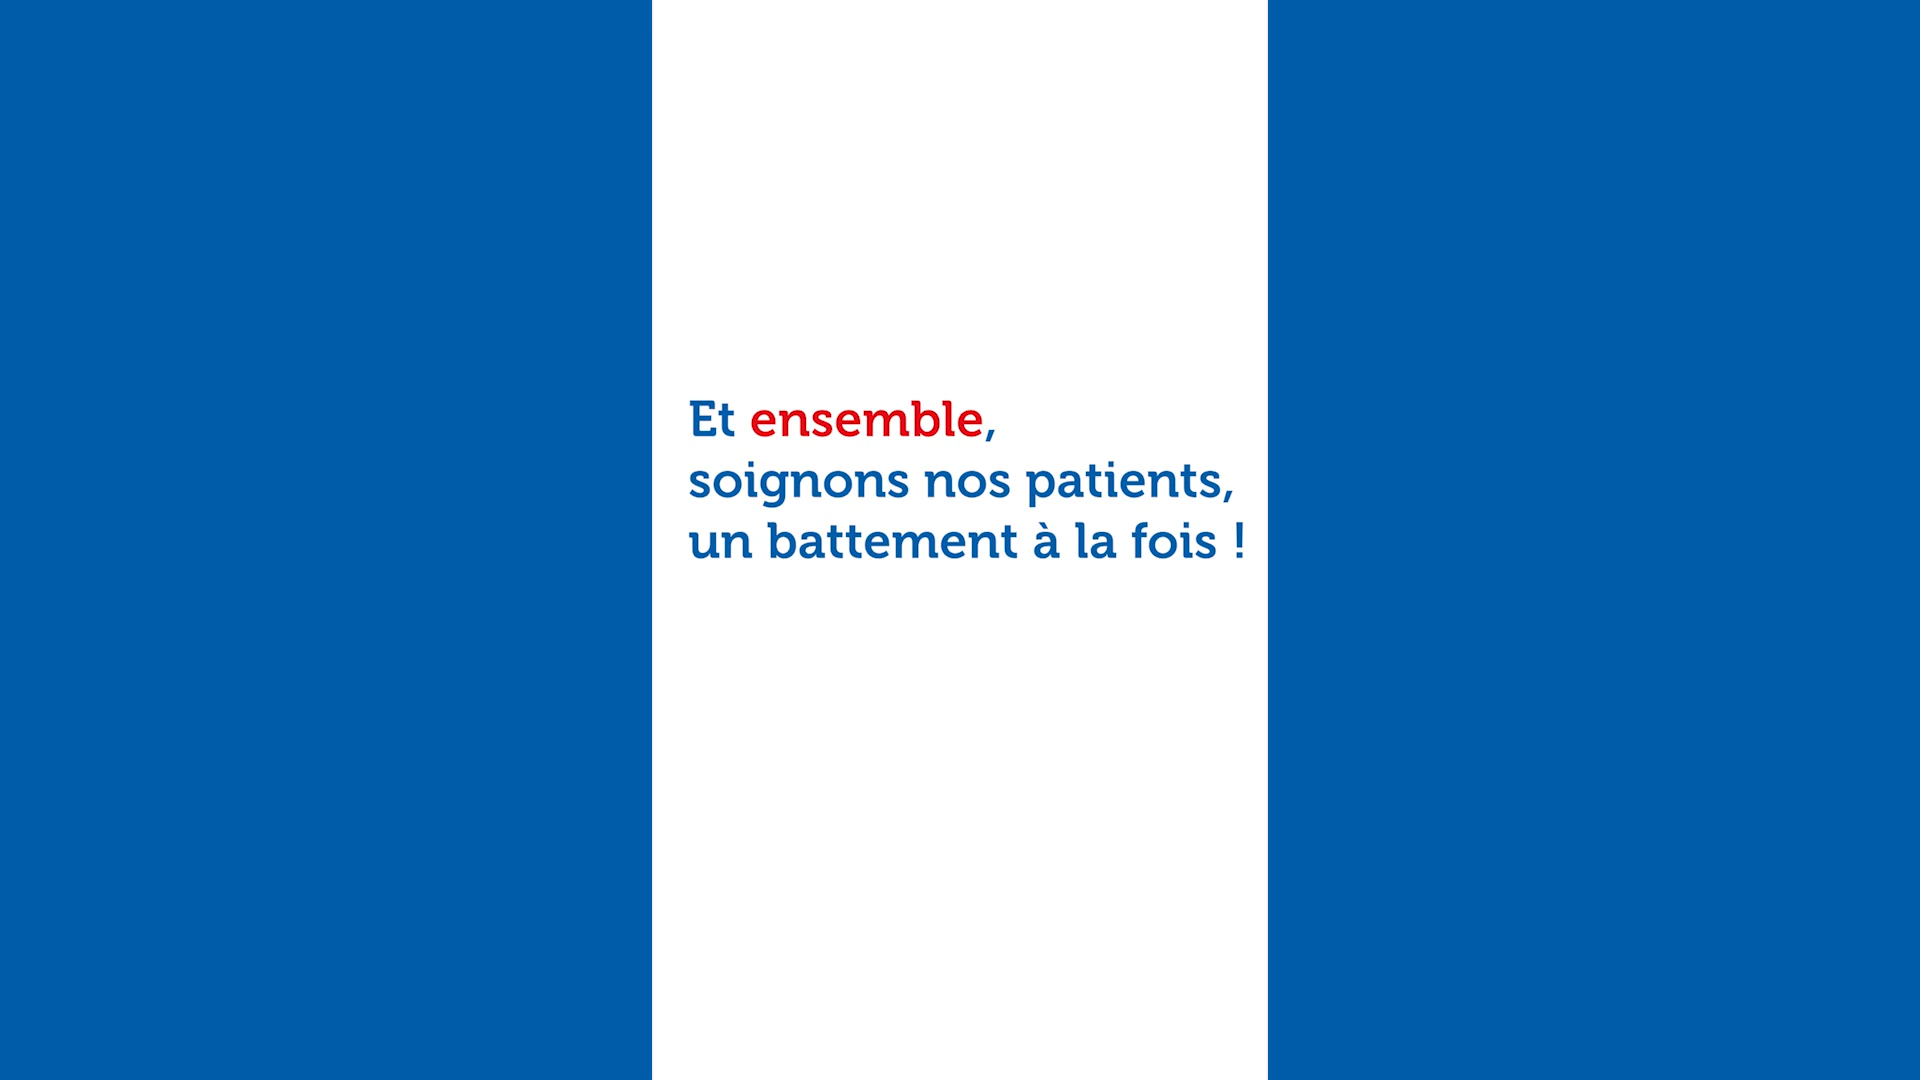 Et ensemble,
soignons nos patients,
un battement à la fois !